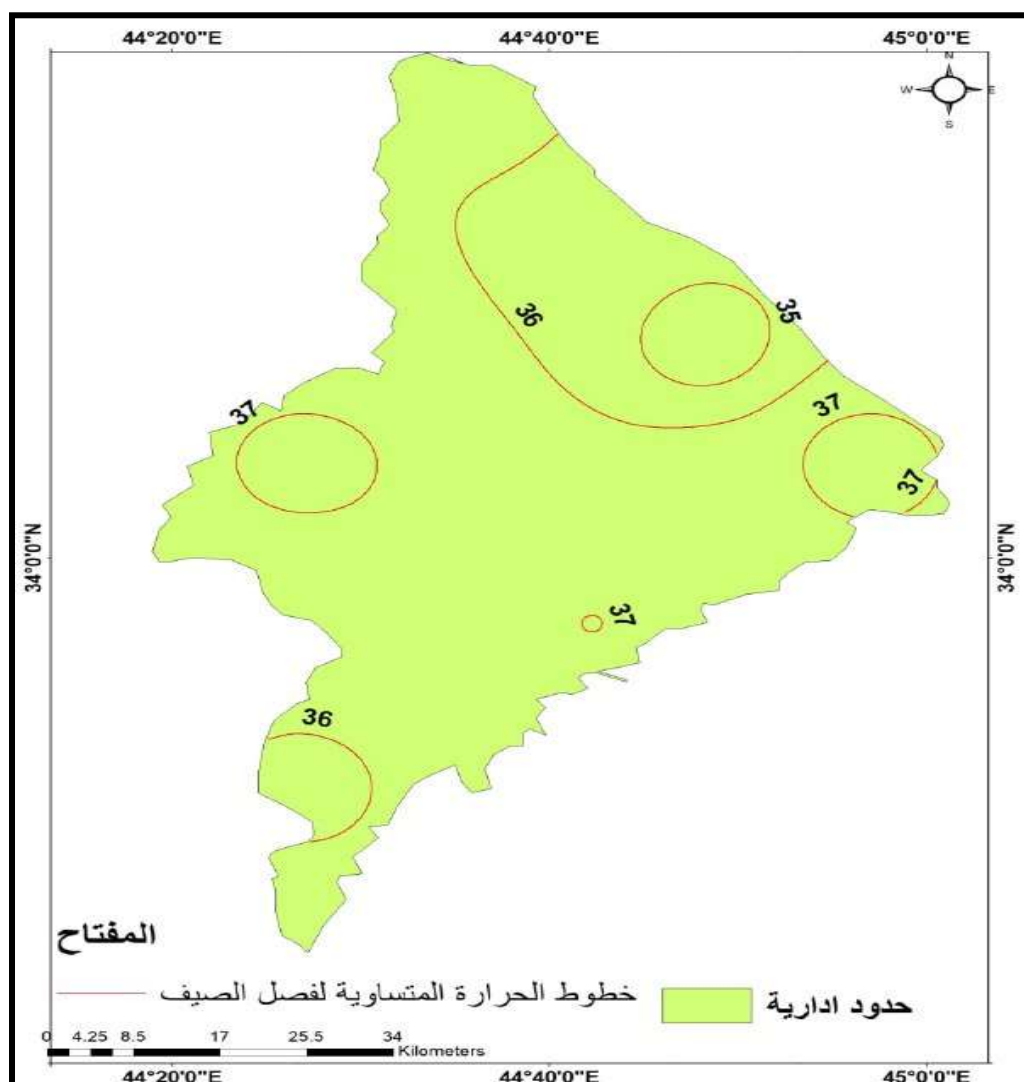 44°20'0"E 44°40'0"E 45°0'0"E
N
W E
S
36
35
37
37
37
34°0'0"N 34°0'0"N
37
36
المفتاح
خطوط الحرارة المتساوية لفصل الصيف
حدود ادارية
0 4.25 8.5 17 25.5 34
Kilometers
44°20'0"E 44°40'0"E 45°0'0"E